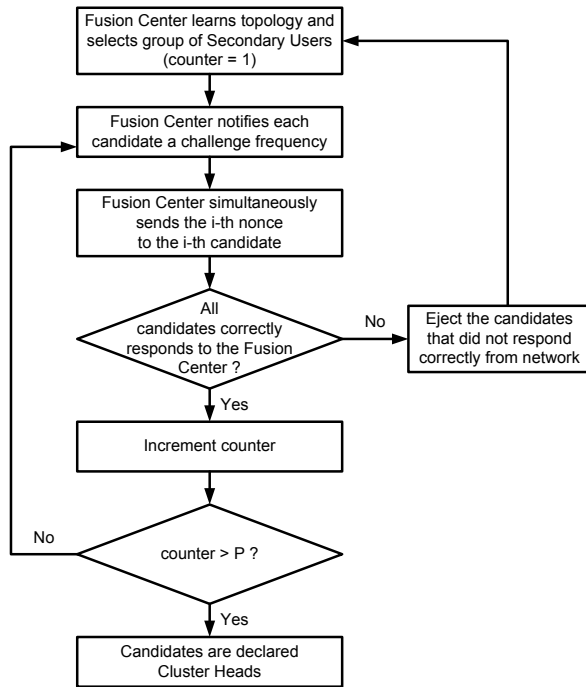 Fusion Center learns topology and
selects group of Secondary Users
(counter = 1)
Fusion Center notifies each
candidate a challenge frequency
Fusion Center simultaneously
sends the i-th nonce
to the i-th candidate
All
candidates correctly
responds to the Fusion
Center ?
No
Eject the candidates
that did not respond
correctly from network
Yes
Increment counter
No
counter > P ?
Yes
Candidates are declared
Cluster Heads